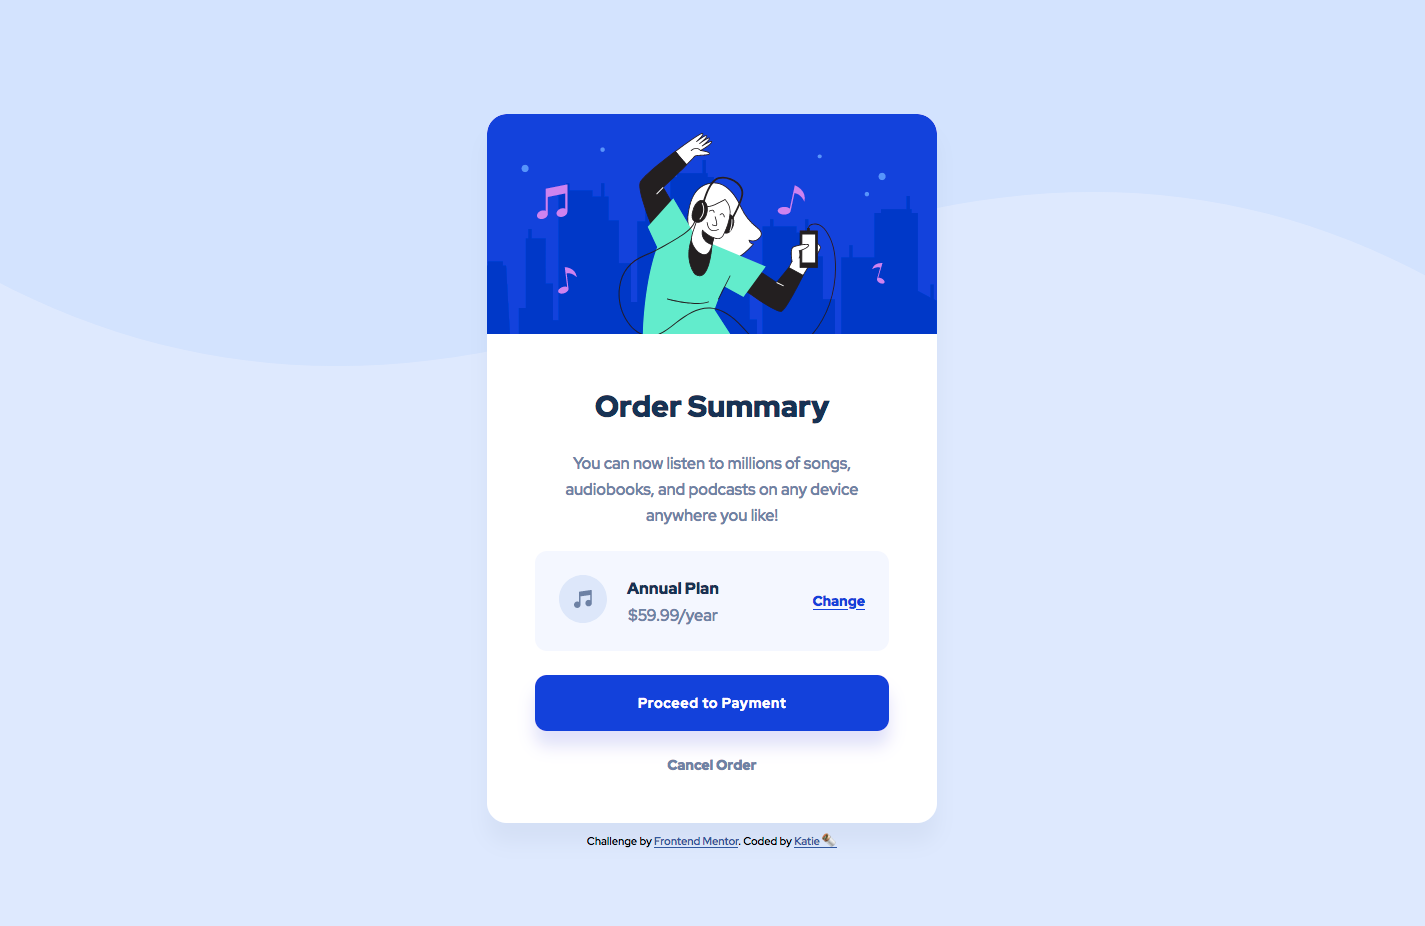 Order Summary
You can now listen to millions of songs,
audiobooks, and podcasts on any device
anywhere you like!
Annual Plan
$59.99/year
Change
Proceed to Payment
Cancel Order
Challenge by Frontend Mentor. Coded by Katie